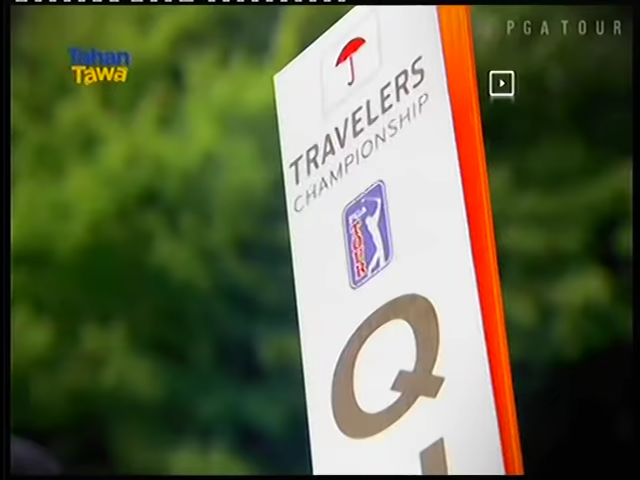 PGA TOUR
Tahan
Tawa
TRAVELERS
CHAMPIONSHIP
TOUR
Q